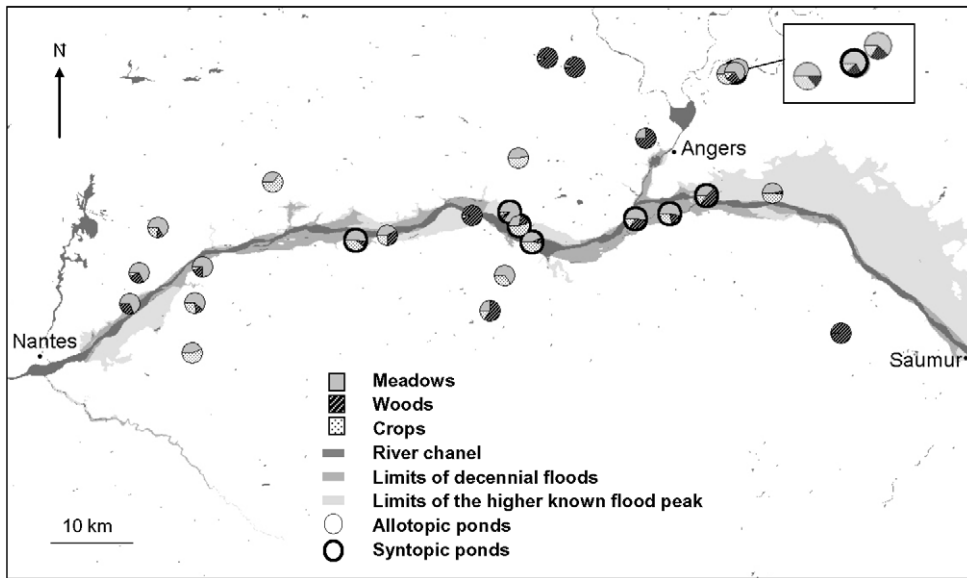 N
Angers
Nantes
Saumur
Meadows
Woods
Crops
River chanel
Limits of decennial floods
Limits of the higher known flood peak
10 km
Allotopic ponds
Syntopic ponds